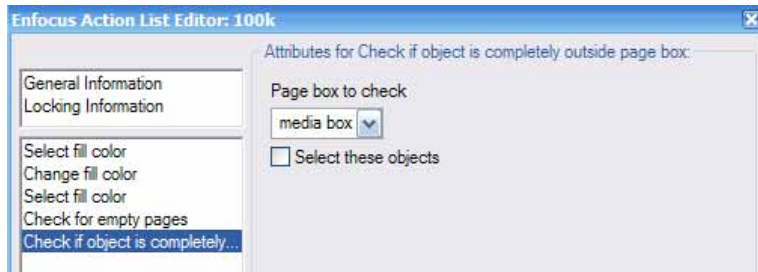 Enfocus Action List Editor: 100k
Attributes for Check if object is completely outside page box:
General Information
Locking Information
Page box to check
media box
Select these objects
Select fill color
Change fill color
Select fill color
Check for empty pages
Check if object is completely...